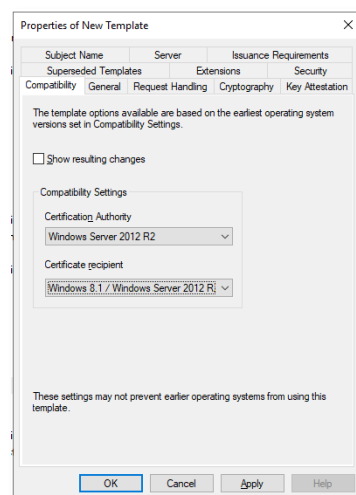 Properties of New Template
Subject Name Server Issuance Requirements
Superseded Templates Extensions Security
Compatibility General Request Handling Cryptography Key Attestation
The template options available are based on the earliest operating system
versions set in Compatibility Settings.
Show resulting changes
Compatibility Settings
Certification Authority
Windows Server 2012 R2
Certificate recipient
Windows 8.1 / Windows Server 2012 R
These settings may not prevent earlier operating systems from using this
template.
OK Cancel Apply Help